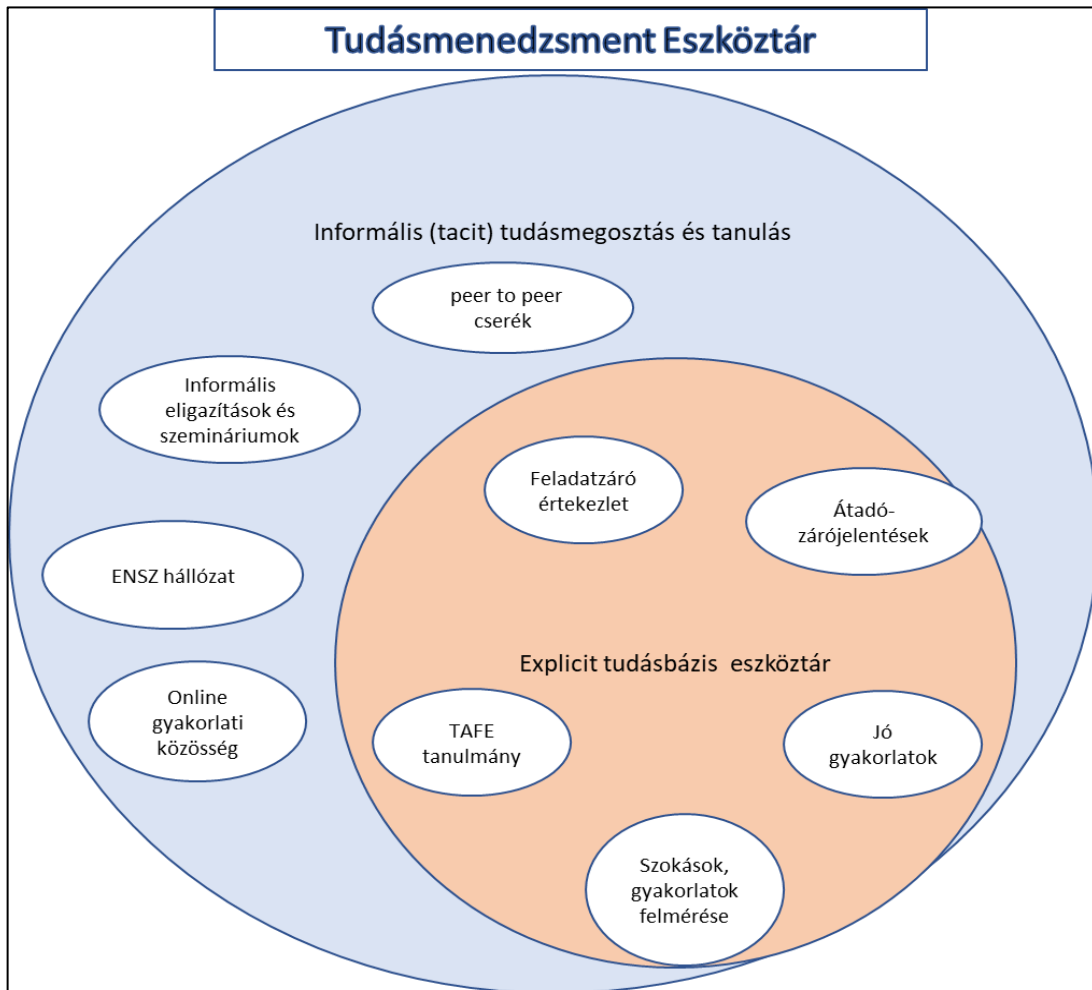 Tudásmenedzsment Eszköztár
Informális (tacit) tudásmegosztás és tanulás
peer to peer
cserék
Informális
eligazítások és
szemináriumok
Feladatzáró
értekezlet
Átadó-
zárójelentések
ENSZ hállózat
Explicit tudásbázis eszköztár
Online
gyakorlati
közösség
TAFE
tanulmány
Jó
gyakorlatok
Szokások,
gyakorlatok
felmérése